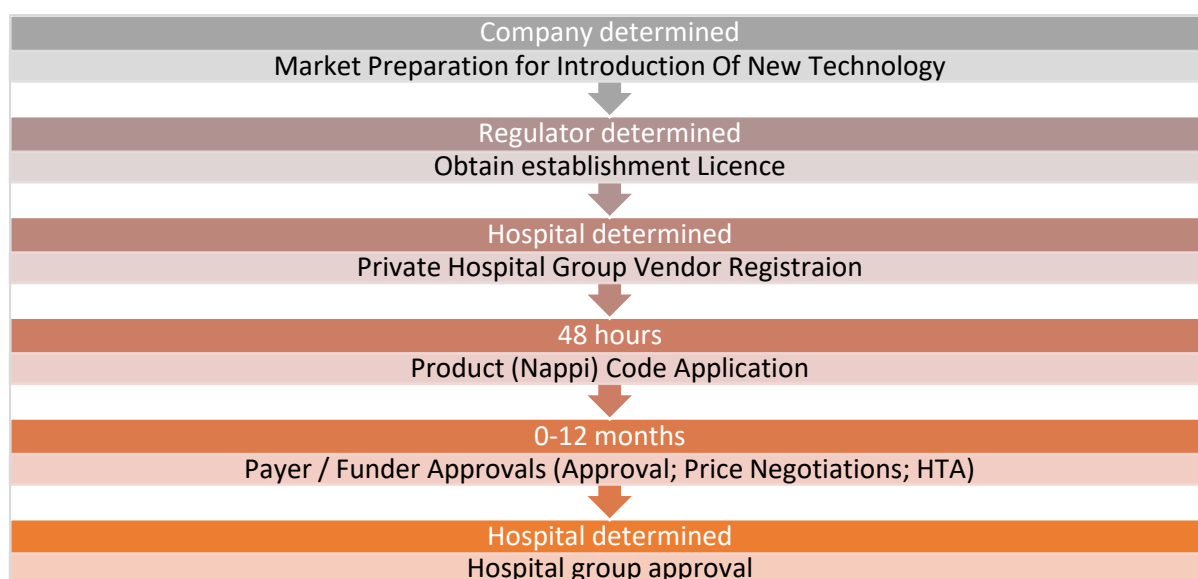 Company determined
Market Preparation for Introduction Of New Technology
Regulator determined
Obtain establishment Licence
Hospital determined
Private Hospital Group Vendor Registraion
48 hours
Product (Nappi) Code Application
0-12 months
Payer / Funder Approvals (Approval; Price Negotiations; HTA)
Hospital determined
Hospital group approval